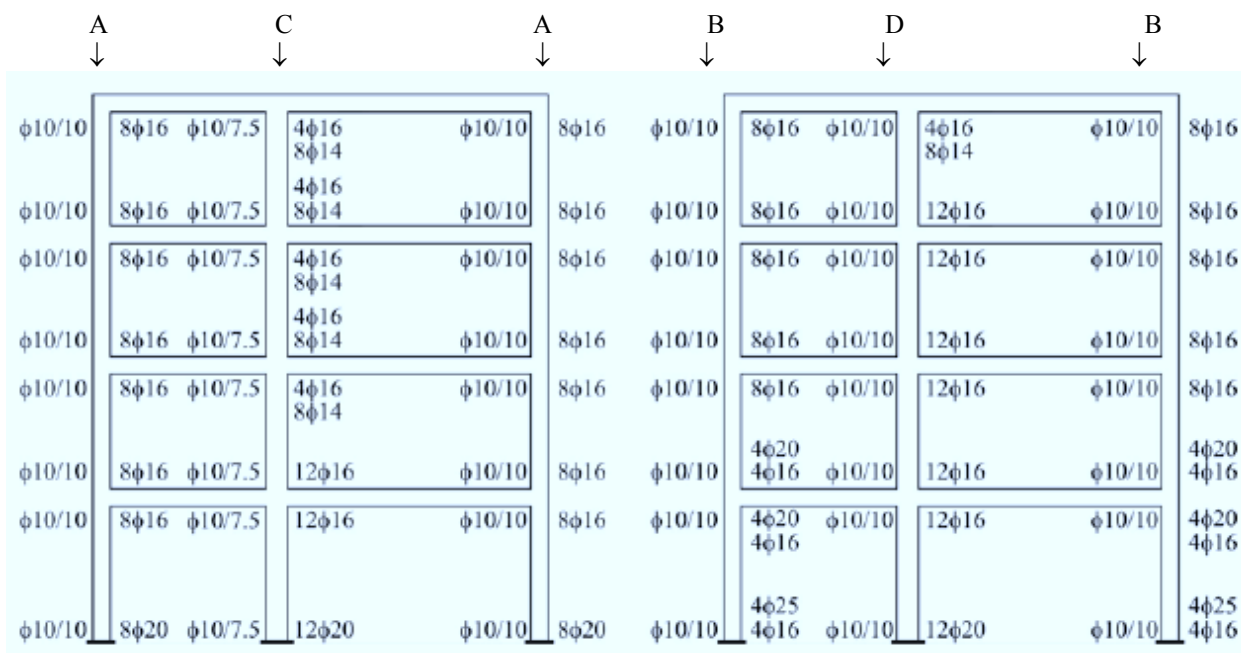 A C A B D B
↓ ↓ ↓ ↓ ↓ ↓
ϕ10/10 8ϕ16 ϕ10/7.5 4ϕ16 ϕ10/10 8ϕ16 ϕ10/10 8ϕ16 ϕ10/10 4ϕ16 ϕ10/10 8ϕ16
8ϕ14 8ϕ14
4ϕ16
ϕ10/10 8ϕ16 ϕ10/7.5 8ϕ14 ϕ10/10 8ϕ16 ϕ10/10 8ϕ16 ϕ10/10 12ϕ16 ϕ10/10 8ϕ16
ϕ10/10 8ϕ16 ϕ10/7.5 4ϕ16 ϕ10/10 8ϕ16 ϕ10/10 8ϕ16 ϕ10/10 12ϕ16 ϕ10/10 8ϕ16
8ϕ14
4ϕ16
ϕ10/10 8ϕ16 ϕ10/7.5 8ϕ14 ϕ10/10 8ϕ16 ϕ10/10 8ϕ16 ϕ10/10 12ϕ16 ϕ10/10 8ϕ16
ϕ10/10 8ϕ16 ϕ10/7.5 4ϕ16 ϕ10/10 8ϕ16 ϕ10/10 8ϕ16 ϕ10/10 12ϕ16 ϕ10/10 8ϕ16
8ϕ14
4ϕ20 4ϕ20
ϕ10/10 8ϕ16 ϕ10/7.5 12ϕ16 ϕ10/10 8ϕ16 ϕ10/10 4ϕ16 ϕ10/10 12ϕ16 ϕ10/10 4ϕ16
ϕ10/10 8ϕ16 ϕ10/7.5 12ϕ16 ϕ10/10 8ϕ16 ϕ10/10 4ϕ20 ϕ10/10 12ϕ16 ϕ10/10 4ϕ20
4ϕ16 4ϕ16
4ϕ25 4ϕ25
ϕ10/10 8ϕ20 ϕ10/7.5 12ϕ20 ϕ10/10 8ϕ20 ϕ10/10 4ϕ16 ϕ10/10 12ϕ20 ϕ10/10 4ϕ16